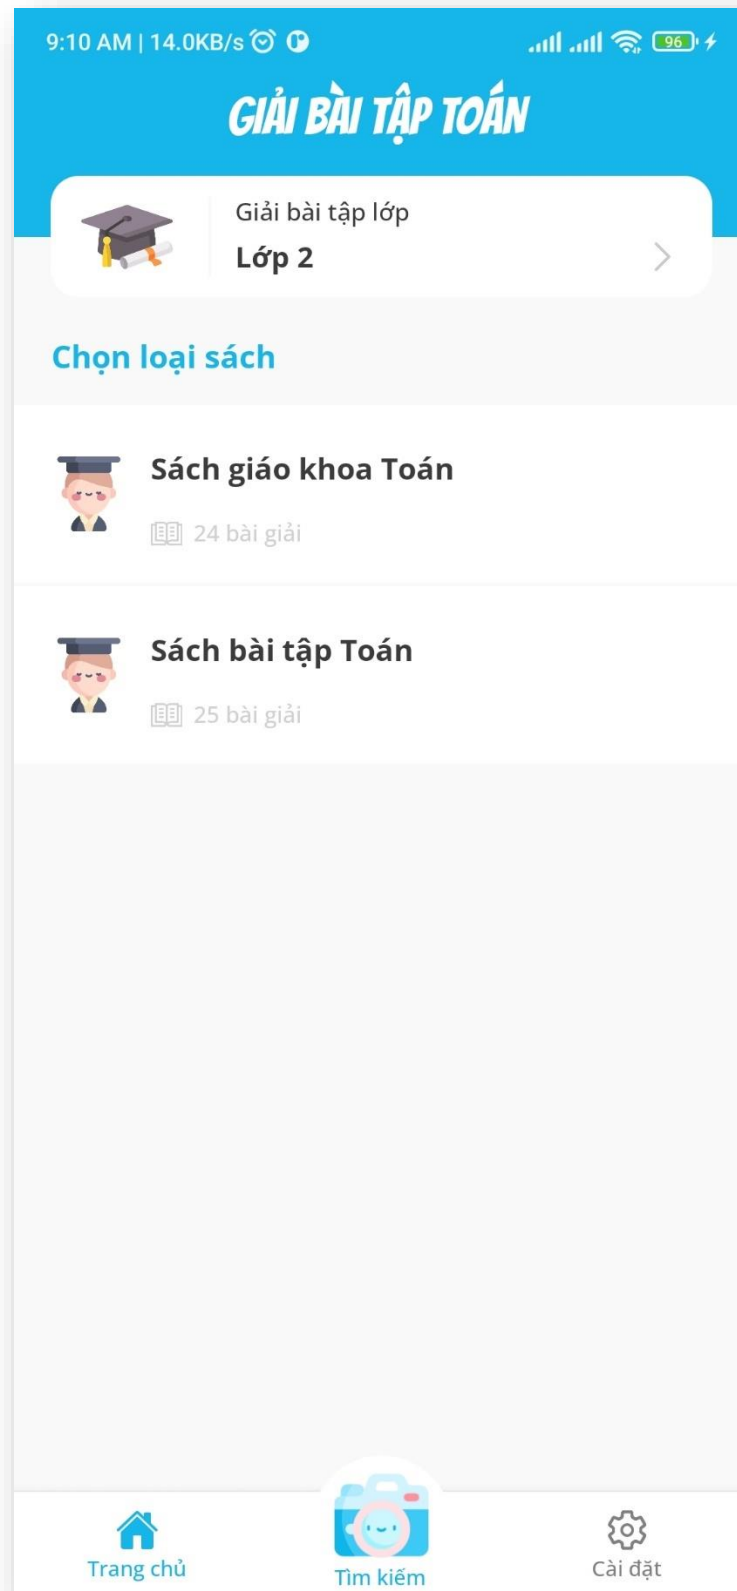 9:10 AM | 14.0KB/s
96
GIẢI BÀI TẬP TOÁN
Giải bài tập lớp
Lớp 2
Chọn loại sách
Sách giáo khoa Toán
24 bài giải
Sách bài tập Toán
25 bài giải
Trang chủ
Tìm kiếm
Cài đặt